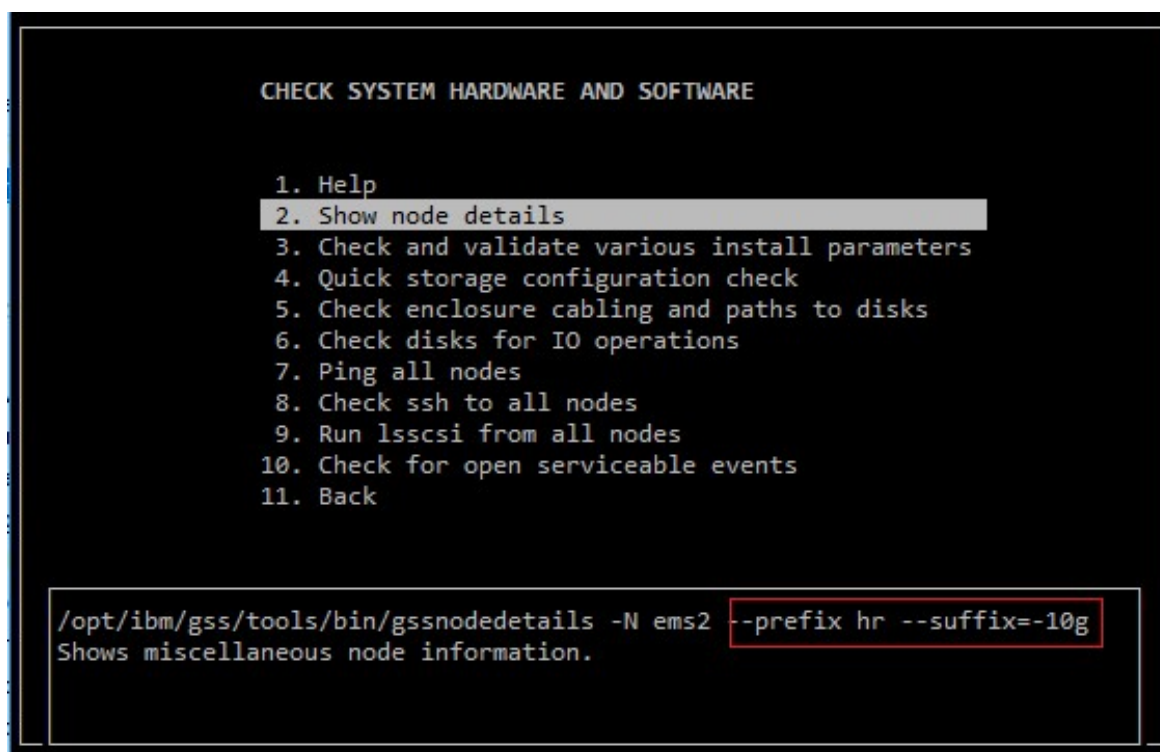 CHECK SYSTEM HARDWARE AND SOFTWARE
1. Help
2. Show node details
3. Check and validate various install parameters
4. Quick storage configuration check
5. Check enclosure cabling and paths to disks
6. Check disks for IO operations
7. Ping all nodes
8. Check ssh to all nodes
9. Run lsscsi from all nodes
10. Check for open serviceable events
11. Back
/opt/ibm/gss/tools/bin/gssnodedetails -N ems2 --prefix hr --suffix=-10g
Shows miscellaneous node information.